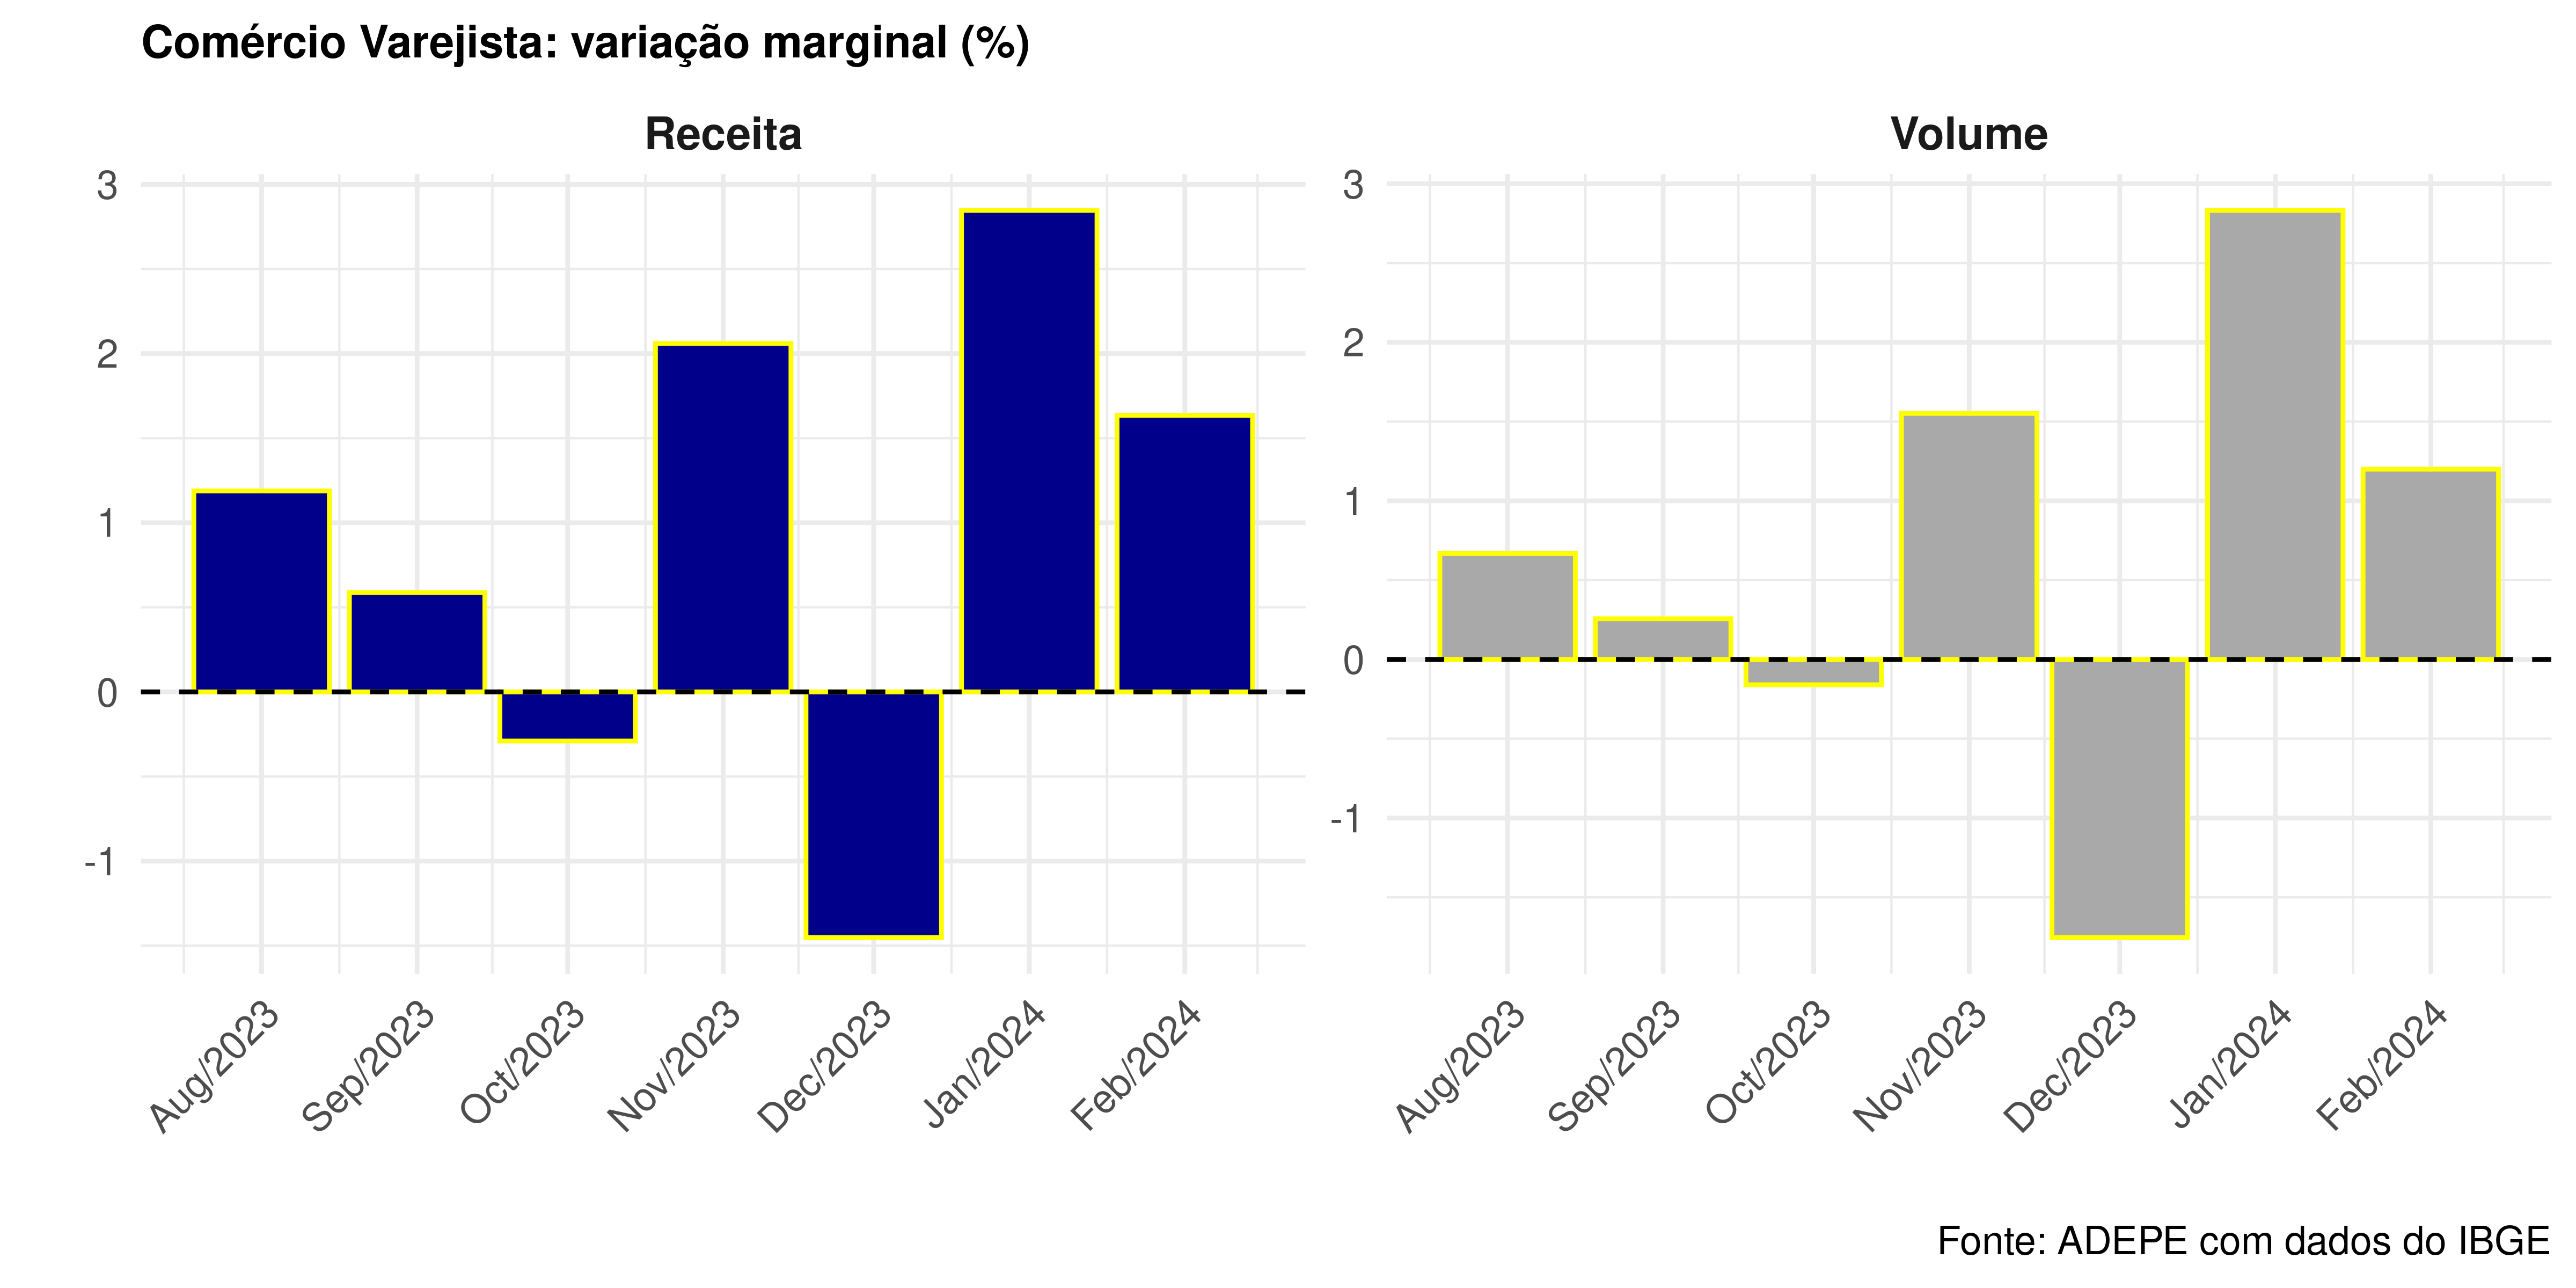 Comércio Varejista: variação marginal (%)
Receita
3
2
1
0
-1
Aug/2023
Sep/2023
Oct/2023
Nov/2023
Dec/2023
Jan/2024
Feb/2024
Volume
3
2
1
0
-1
Aug/2023
Sep/2023
Oct/2023
Nov/2023
Dec/2023
Jan/2024
Feb/2024
Fonte: ADEPE com dados do IBGE